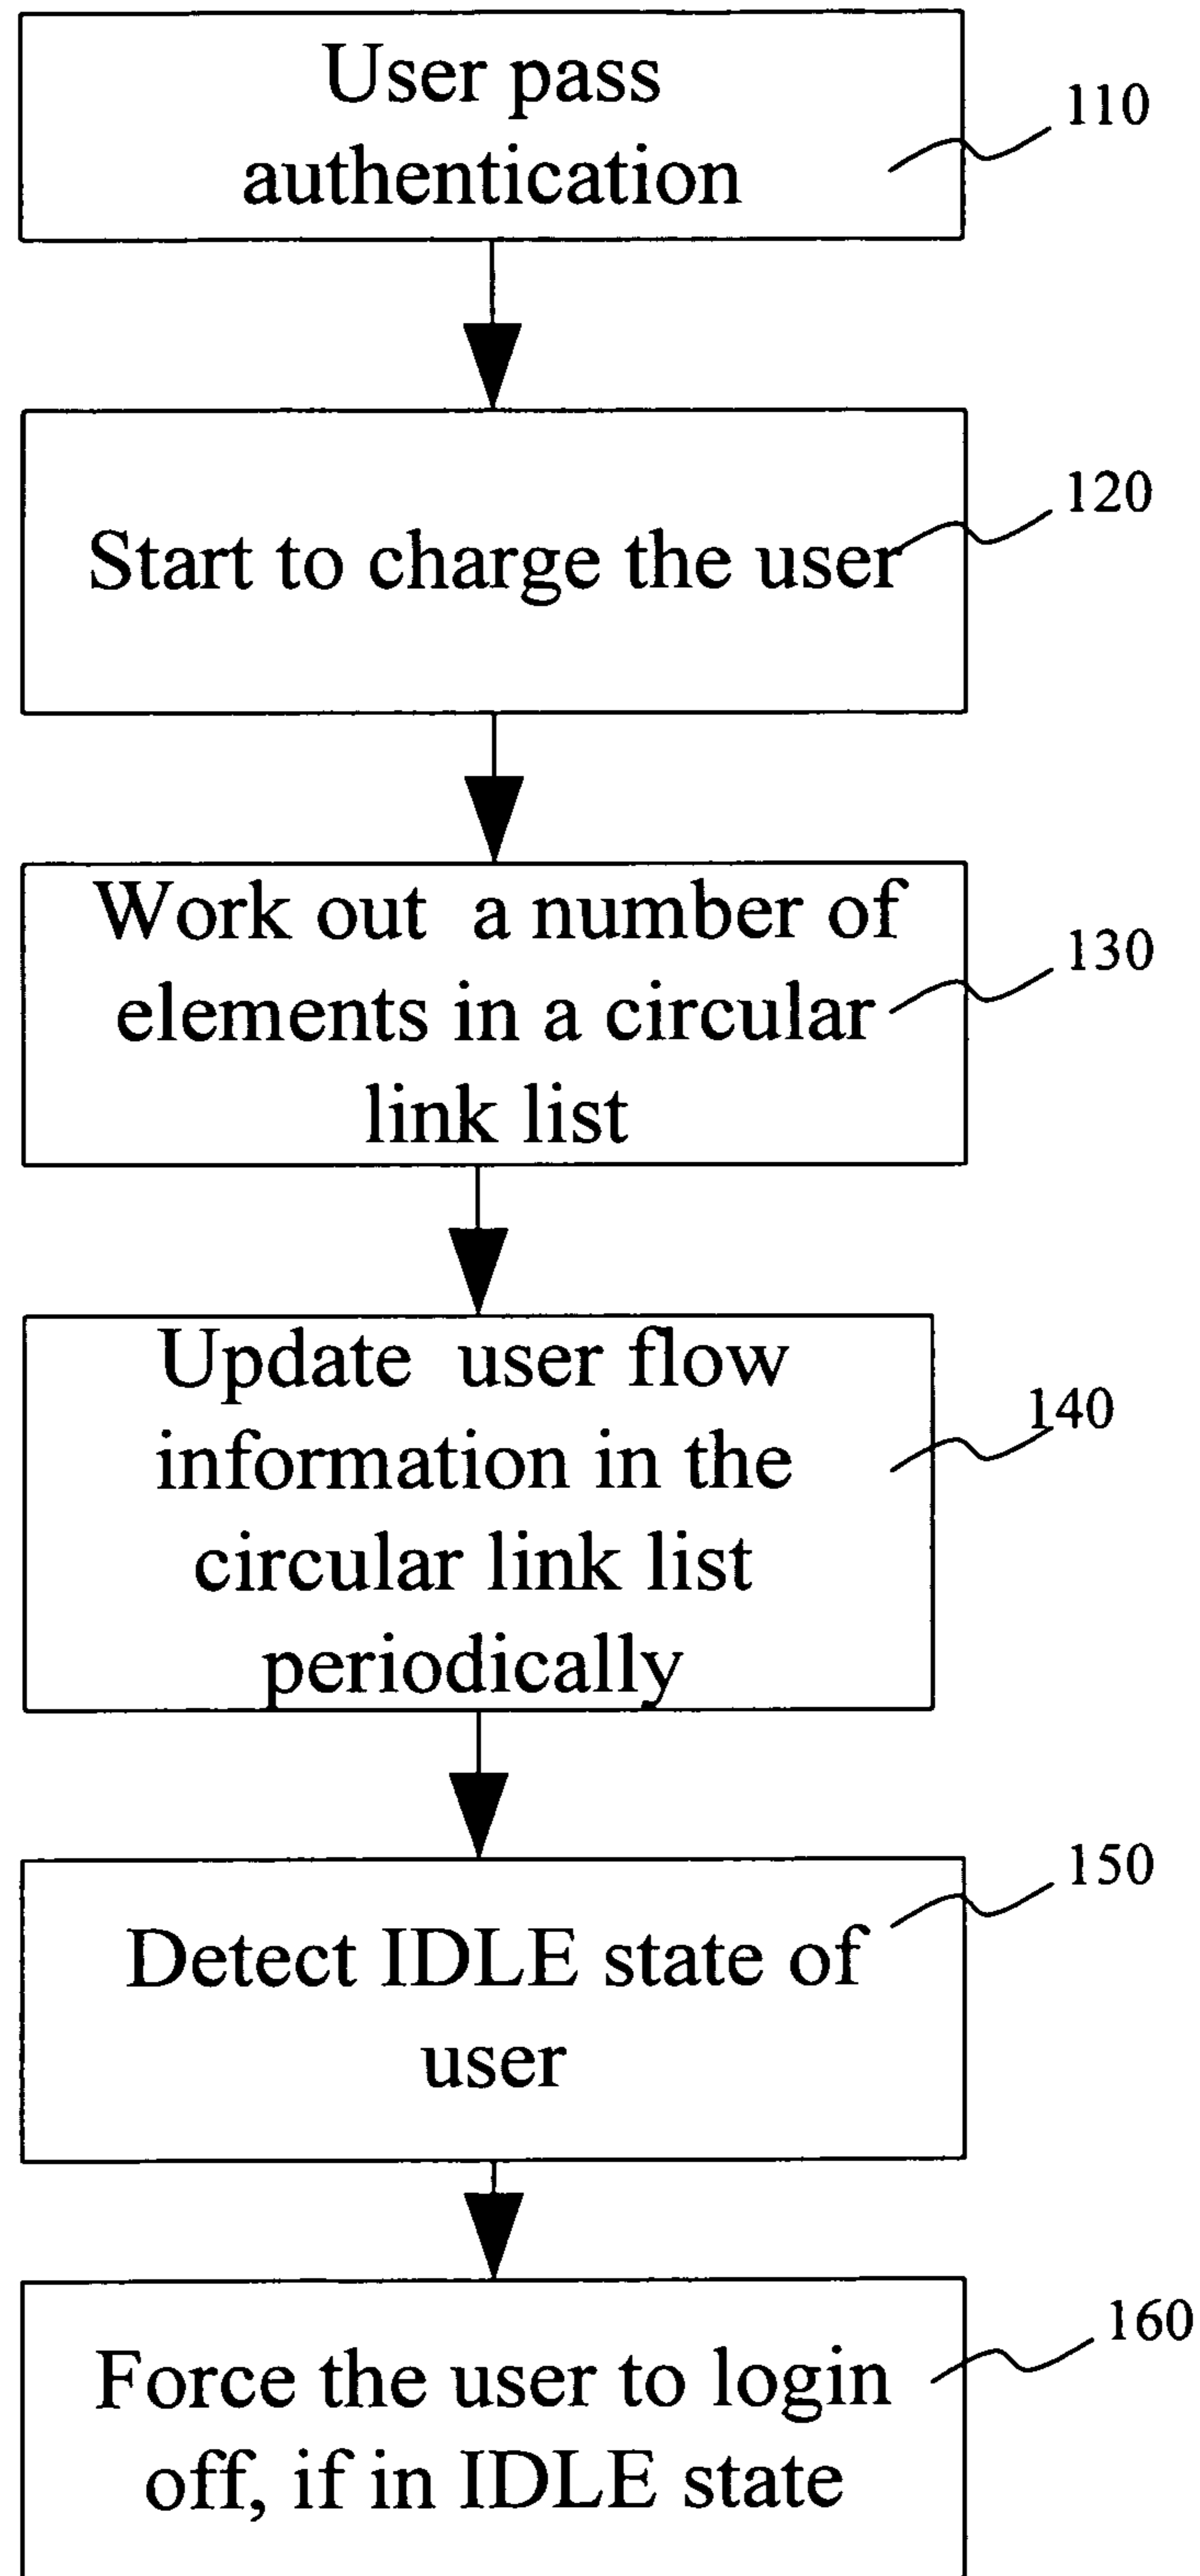 User pass
authentication
110
Start to charge the user
120
Work out a number of
elements in a circular
link list
130
Update user flow
information in the
circular link list
periodically
140
Detect IDLE state of
user
150
Force the user to login
off, if in IDLE state
160